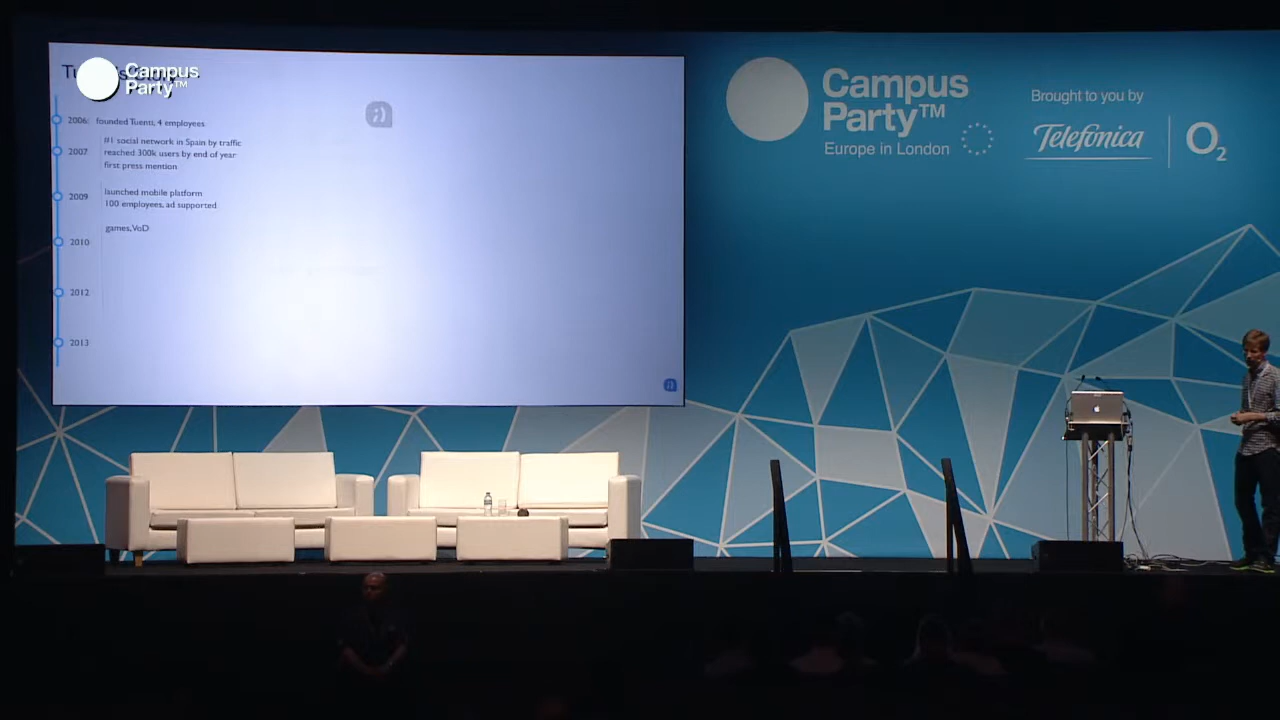 Campus
Party™
2006
founded Tuenti, 4 employees
2007
#1 social network in Spain by traffic
reached 300k users by end of year
first press mention
2009
launched mobile platform
100 employees, ad supported
2010
games, VoD
2012
2013
Campus
Party™
Europe in London
Brought to you by
Telefónica
O2